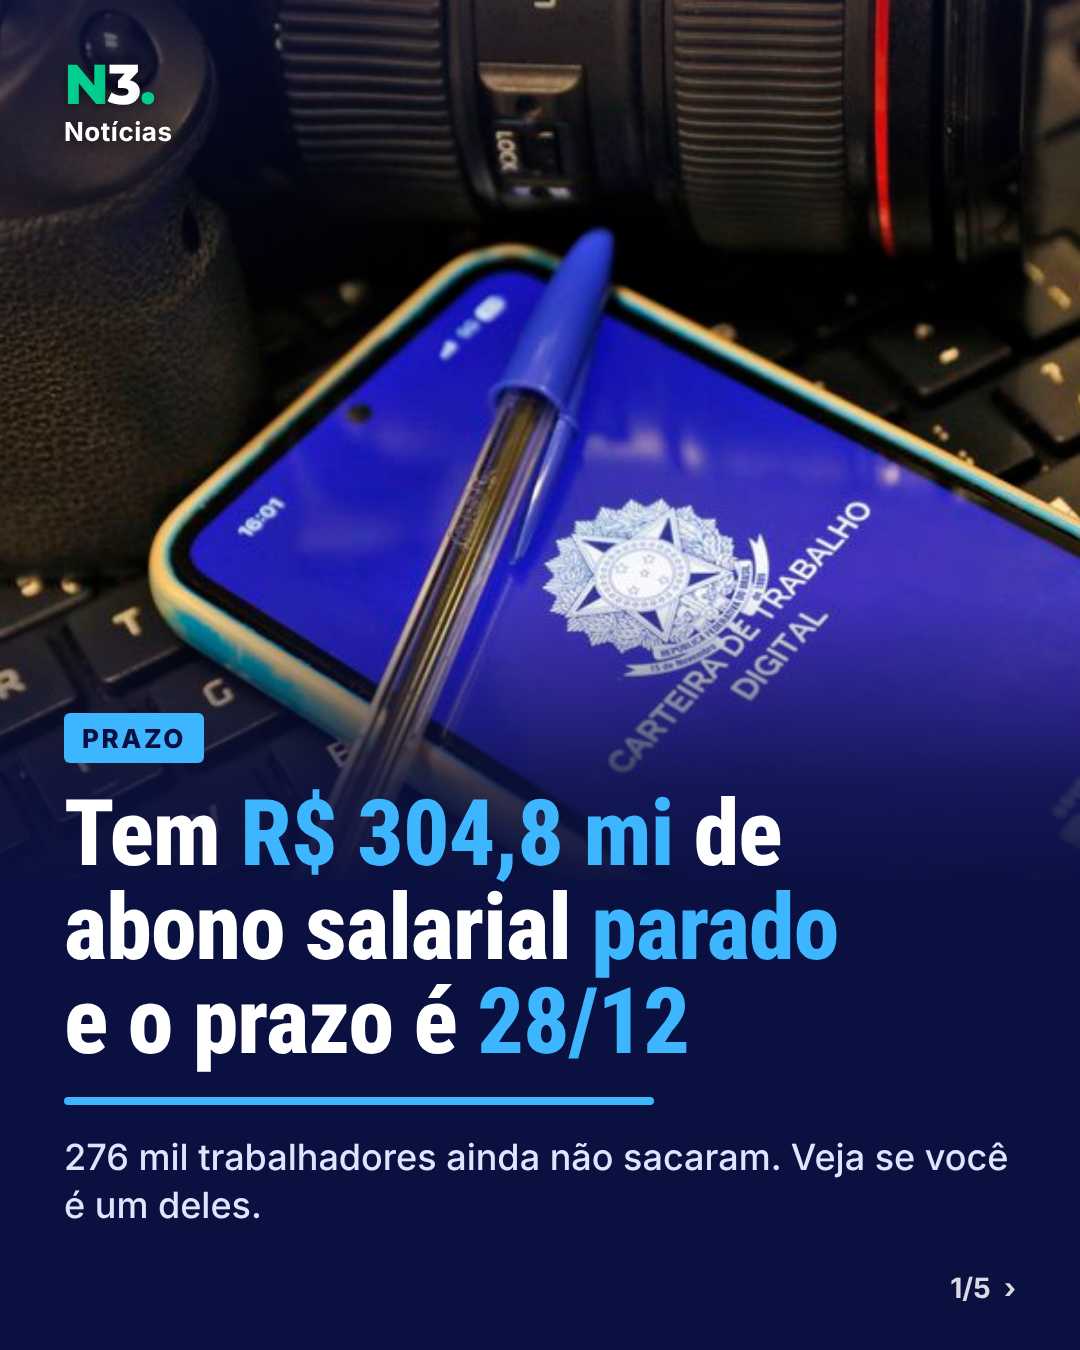 N3.
Notícias
LOCK
16:01
CARTEIRA DE TRABALHO
DIGITAL
T
R
G
PRAZO
Tem R$ 304,8 mi de
abono salarial parado
e o prazo é 28/12
276 mil trabalhadores ainda não sacaram. Veja se você
é um deles.
1/5 ›